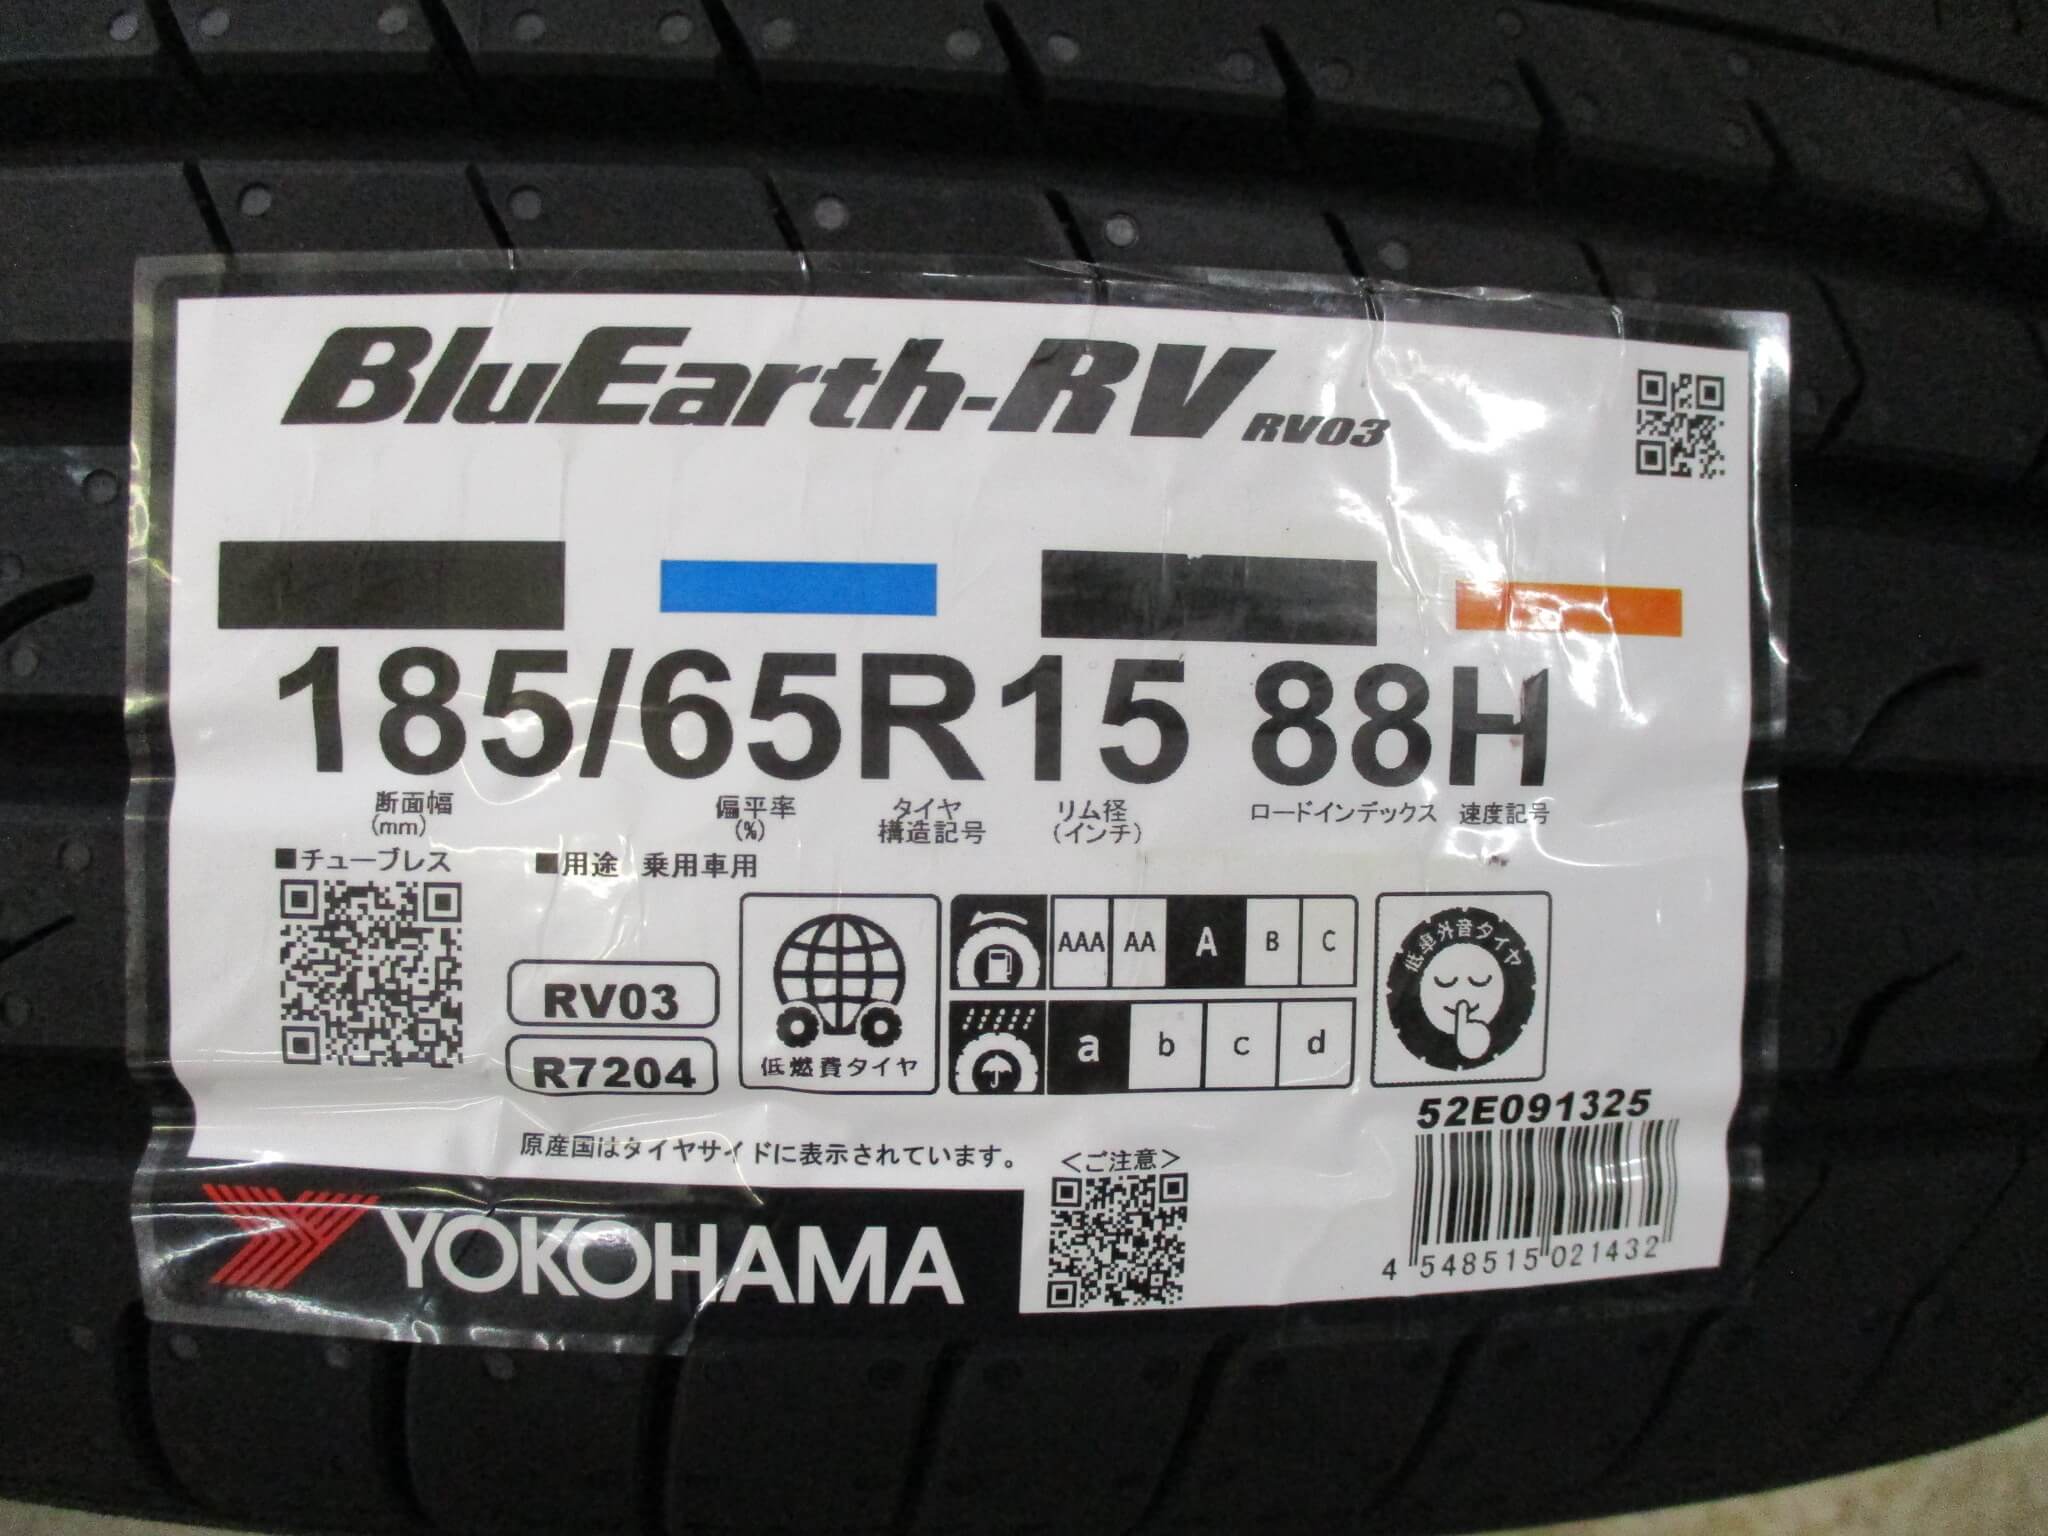 BluEarth-RV RV03
185/65R15 88H
断面幅 偏平率 タイヤ リム径 ロードインデックス 速度記号
(mm) (%) 構造記号 (インチ)
■チューブレス ■用途 乗用車用
低車外音タイヤ
AAA AA A B C
RV03
a b c d
R7204
低燃費タイヤ
52E091325
原産国はタイヤサイドに表示されています。
＜ご注意＞
YOKOHAMA
4 548515 021432